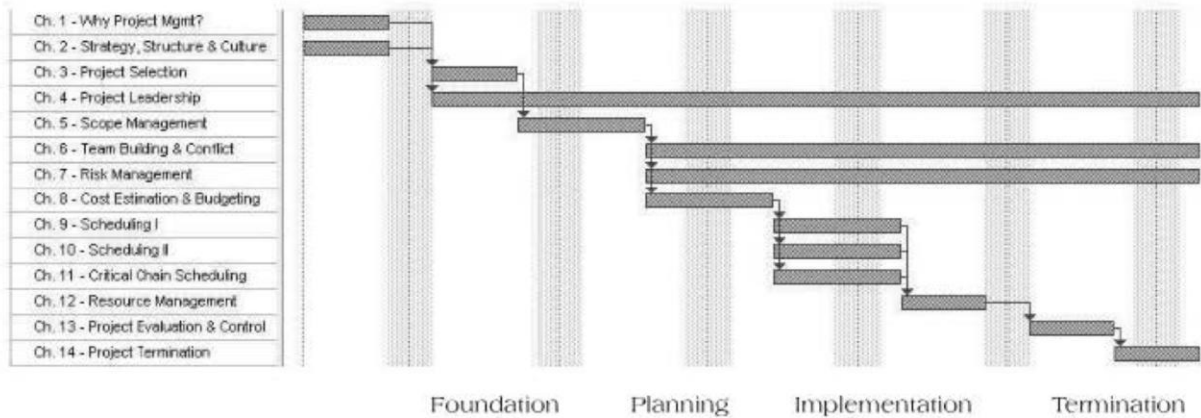 Ch. 1 - Why Project Mgmt?
Ch. 2 - Strategy, Structure & Culture
Ch. 3 - Project Selection
Ch. 4 - Project Leadership
Ch. 5 - Scope Management
Ch. 6 - Team Building & Conflict
Ch. 7 - Risk Management
Ch. 8 - Cost Estimation & Budgeting
Ch. 9 - Scheduling I
Ch. 10 - Scheduling II
Ch. 11 - Critical Chain Scheduling
Ch. 12 - Resource Management
Ch. 13 - Project Evaluation & Control
Ch. 14 - Project Termination
Foundation Planning Implementation Termination